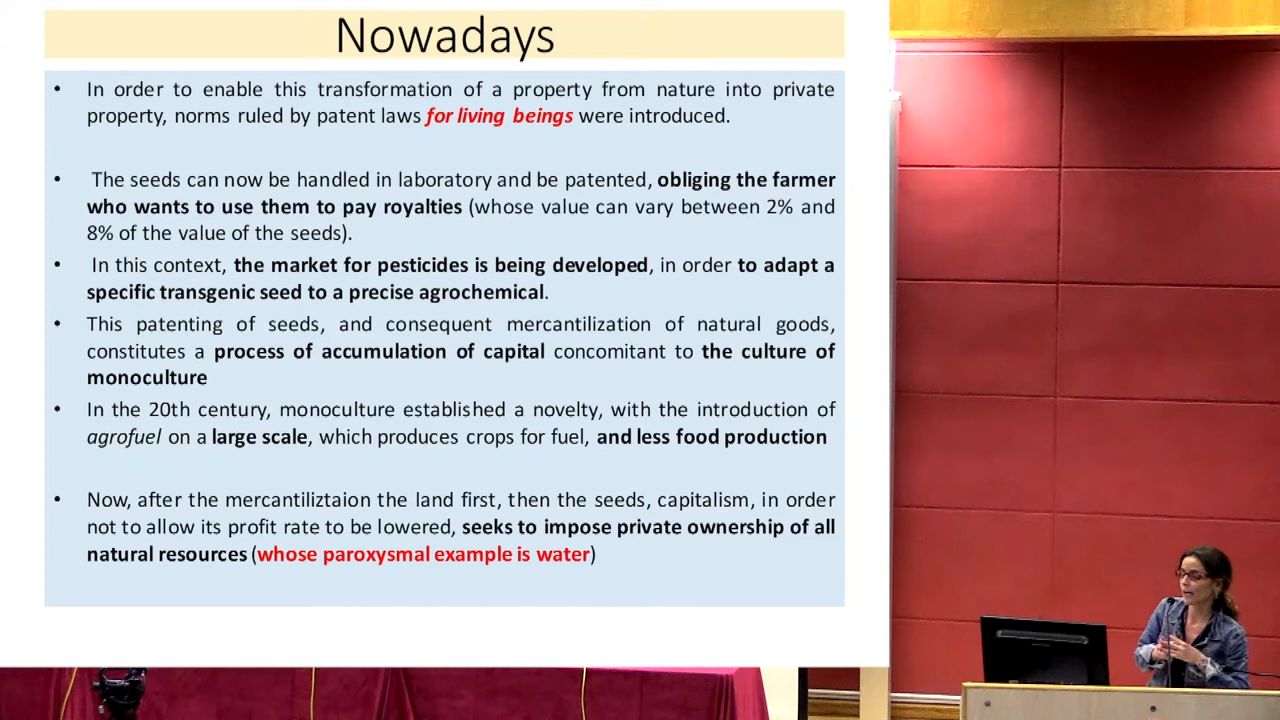 Nowadays
• In order to enable this transformation of a property from nature into private
property, norms ruled by patent laws for living beings were introduced.
• The seeds can now be handled in laboratory and be patented, obliging the farmer
who wants to use them to pay royalties (whose value can vary between 2% and
8% of the value of the seeds).
• In this context, the market for pesticides is being developed, in order to adapt a
specific transgenic seed to a precise agrochemical.
• This patenting of seeds, and consequent mercantilization of natural goods,
constitutes a process of accumulation of capital concomitant to the culture of
monoculture
• In the 20th century, monoculture established a novelty, with the introduction of
agrofuel on a large scale, which produces crops for fuel, and less food production
• Now, after the mercantiliztaion the land first, then the seeds, capitalism, in order
not to allow its profit rate to be lowered, seeks to impose private ownership of all
natural resources (whose paroxysmal example is water)